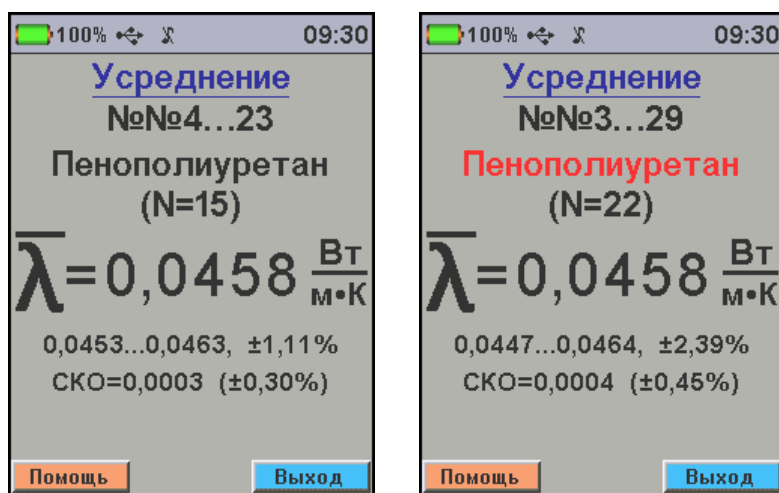 100% 09:30
Усреднение
№№4...23
Пенополиуретан
(N=15)
λ=0,0458 Вт/м•К
0,0453...0,0463, ±1,11%
СКО=0,0003 (±0,30%)
Помощь Выход
100% 09:30
Усреднение
№№3...29
Пенополиуретан
(N=22)
λ=0,0458 Вт/м•К
0,0447...0,0464, ±2,39%
СКО=0,0004 (±0,45%)
Помощь Выход